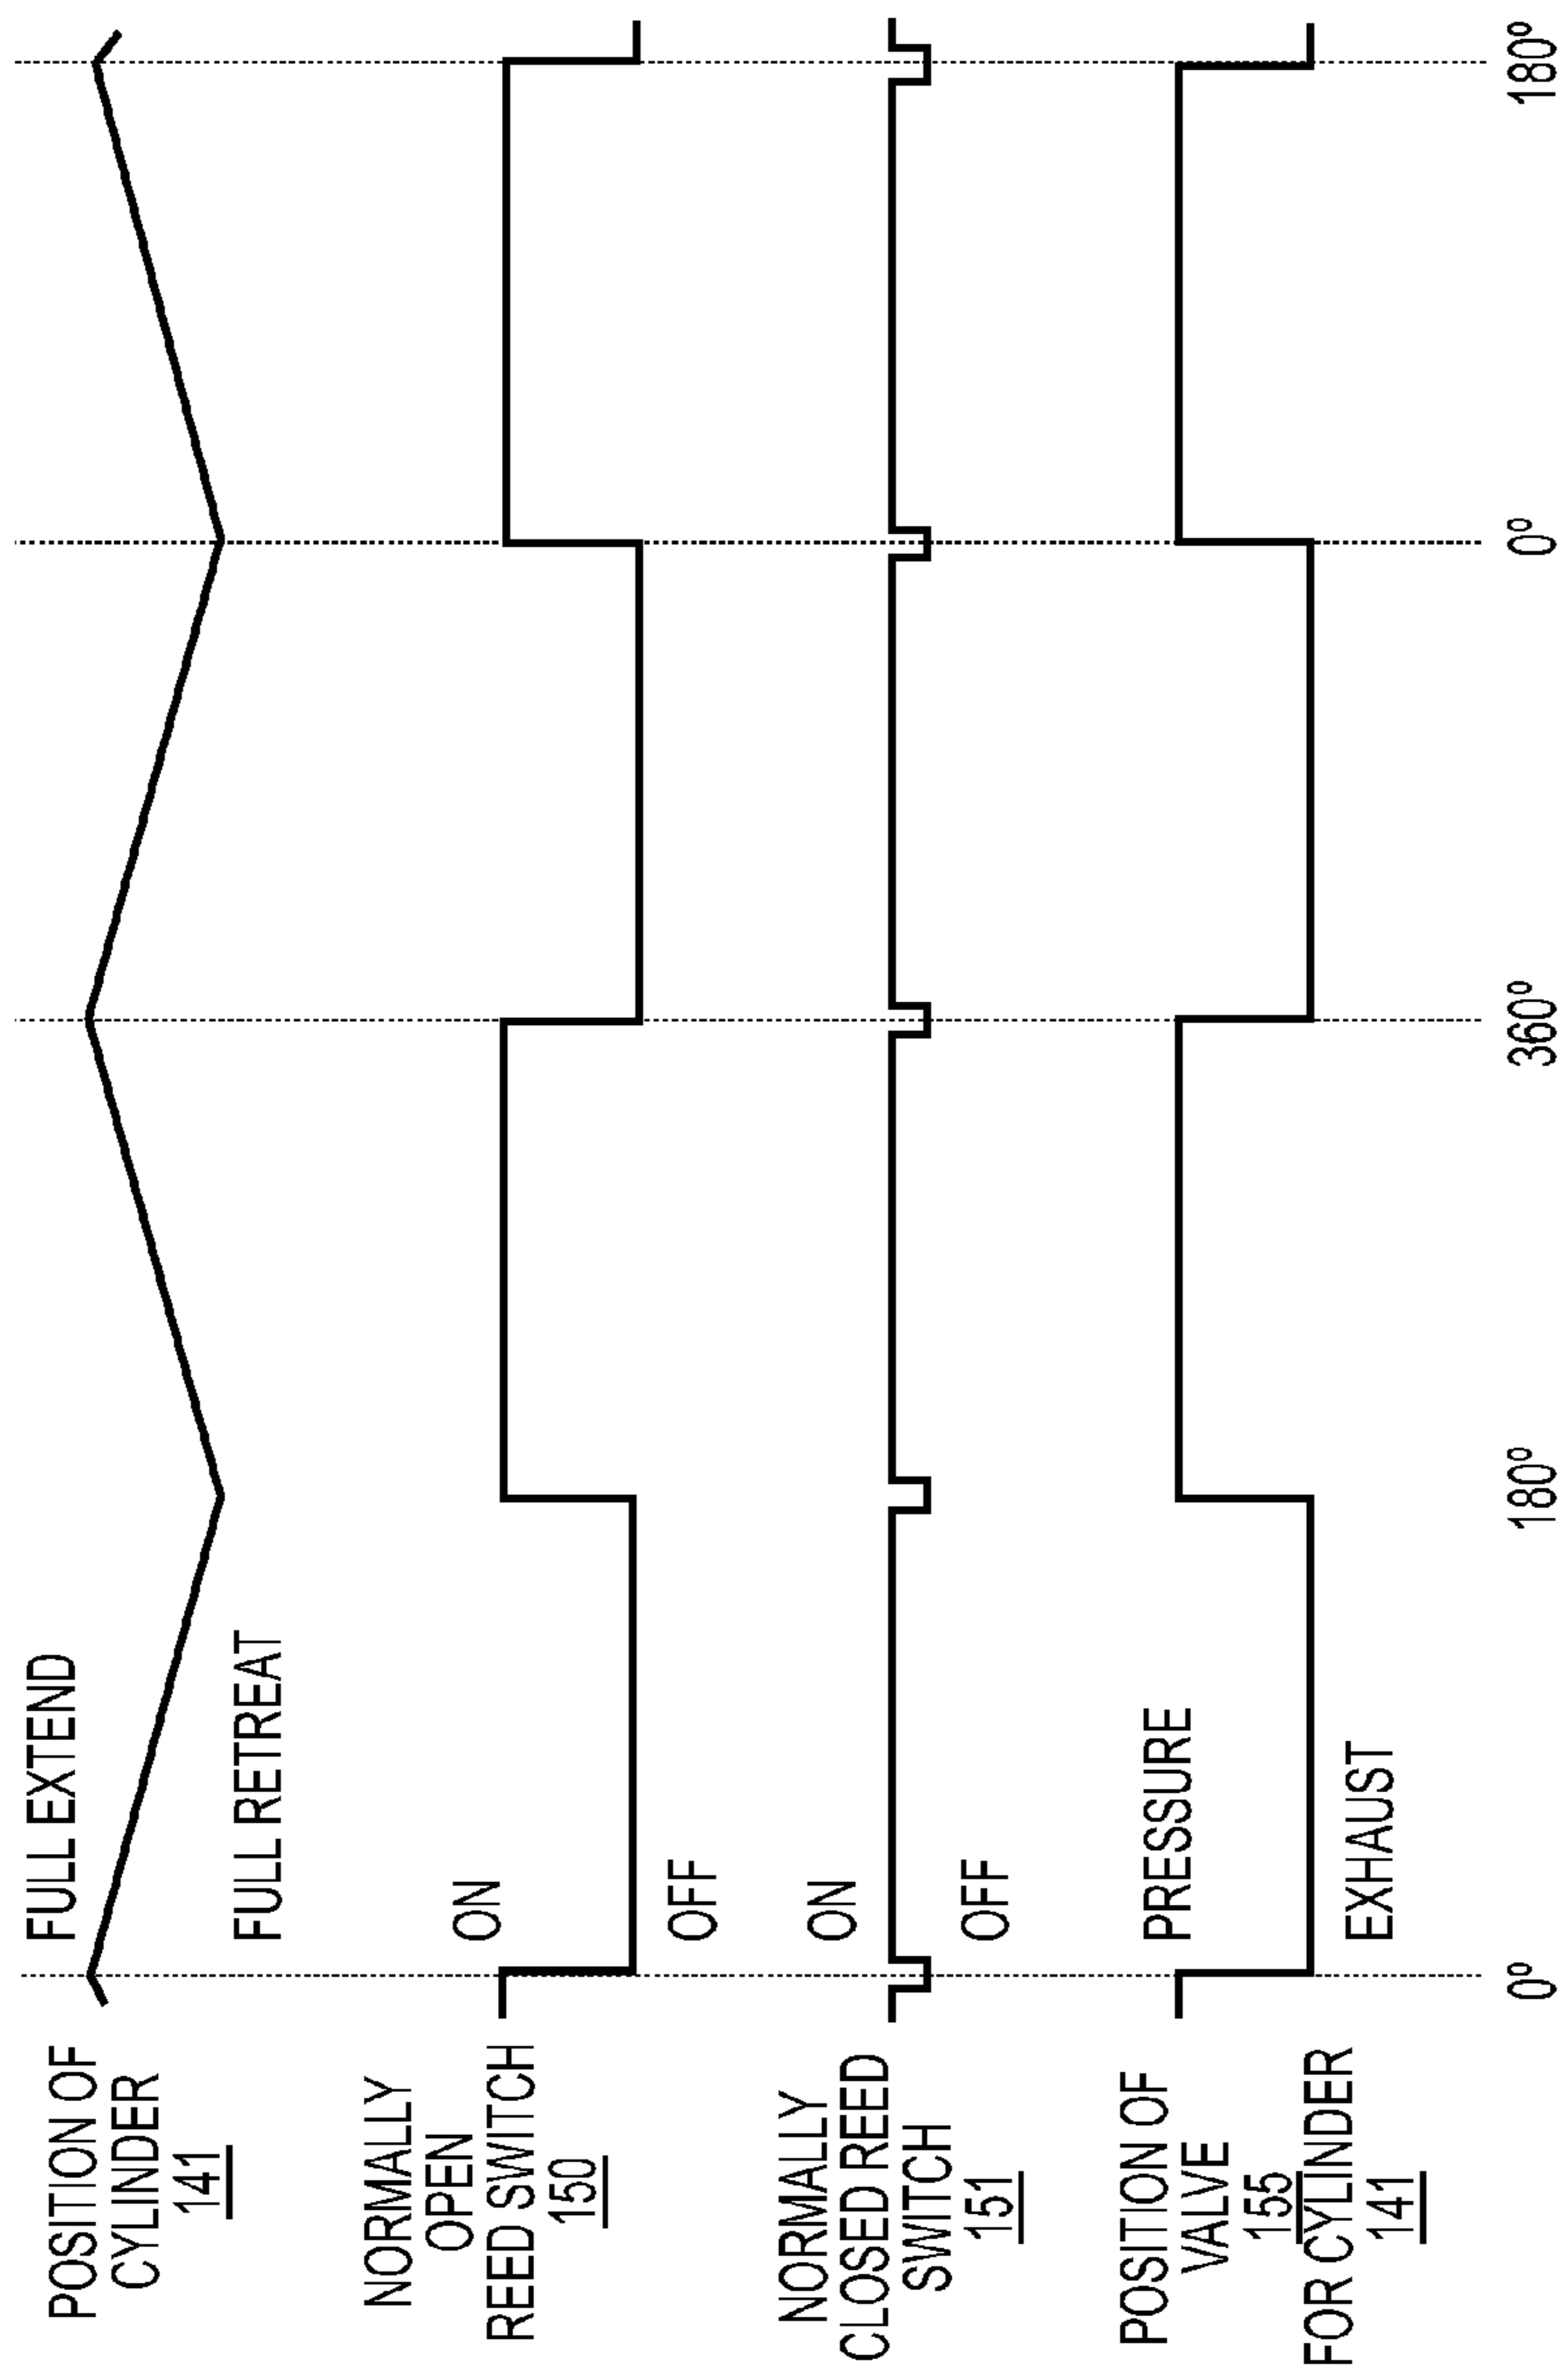 POSITION OF
CYLIINDER
141
FULL EXTEND
FULL RETREAT
NORMALLY
OPEN
REED SWITCH
150
ON
OFF
NORMALLY
CLOSED REED
SWITCH
151
ON
OFF
POSITION OF
VALVE
155
FOR CYLINDER
141
PRESSURE
EXHAUST
0° 180° 360° 0° 180°